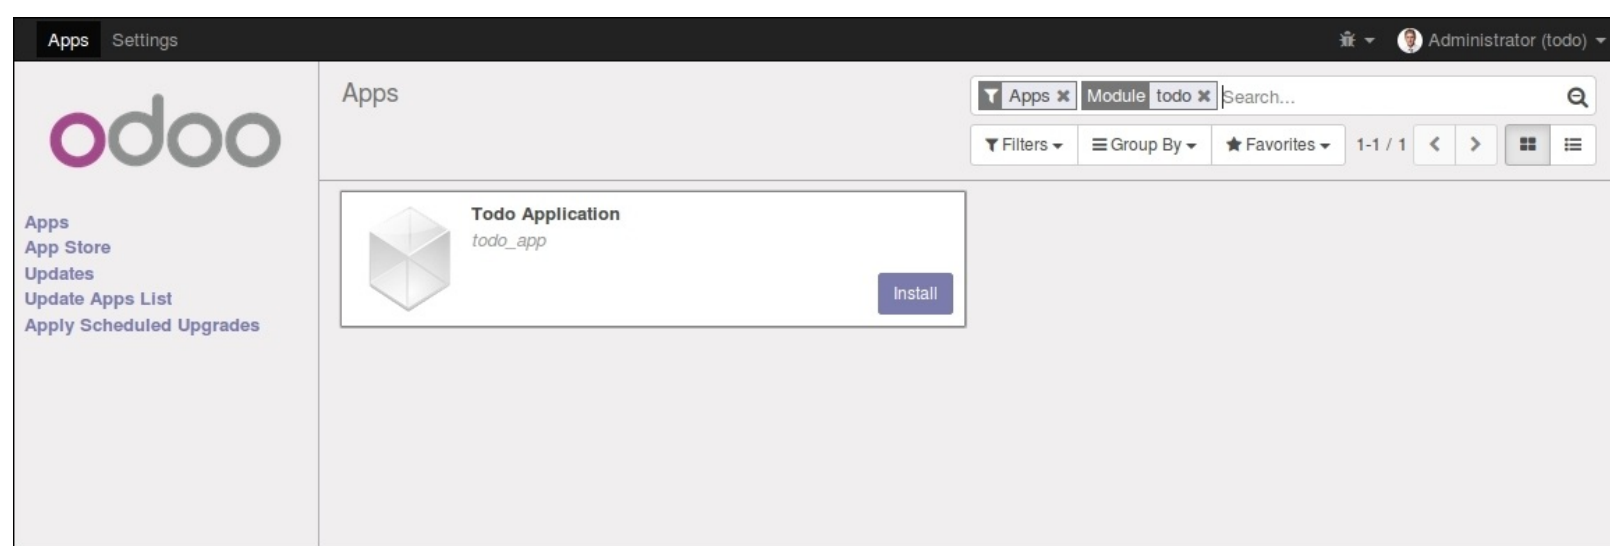 Apps Settings Administrator (todo)
odoo
Apps
App Store
Updates
Update Apps List
Apply Scheduled Upgrades
Apps
Apps Module todo Search...
Filters Group By Favorites 1-1 / 1
Todo Application
todo_app
Install